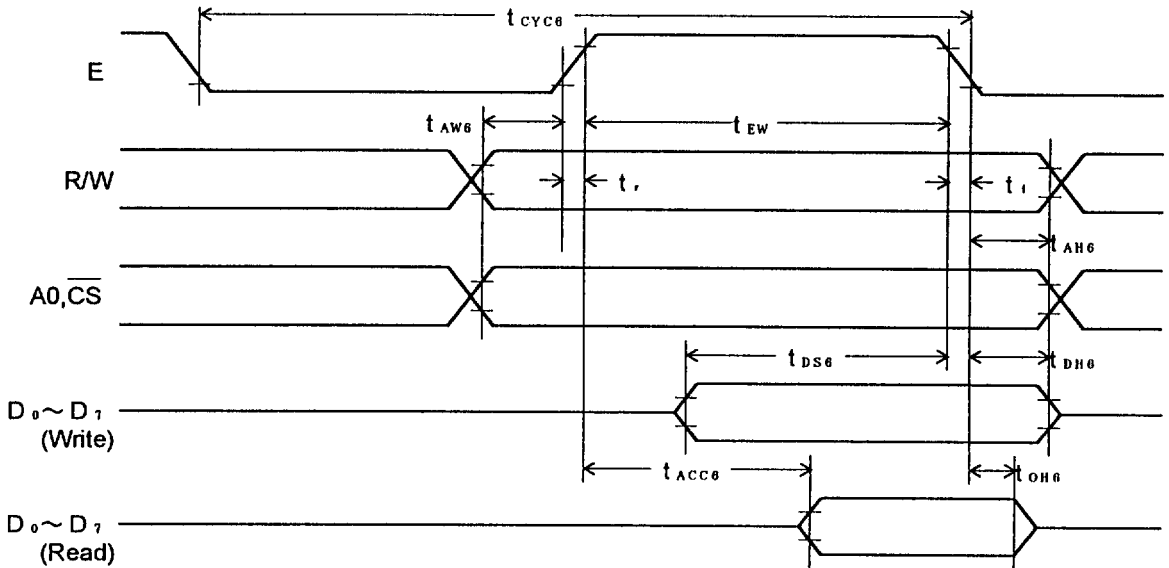 t CYC6
E
t AW6
t EW
R/W
t r
t f
t AH6
A0,CS
t DS6
t DH6
D 0~D 7
(Write)
t ACC6
t OH6
D 0~D 7
(Read)